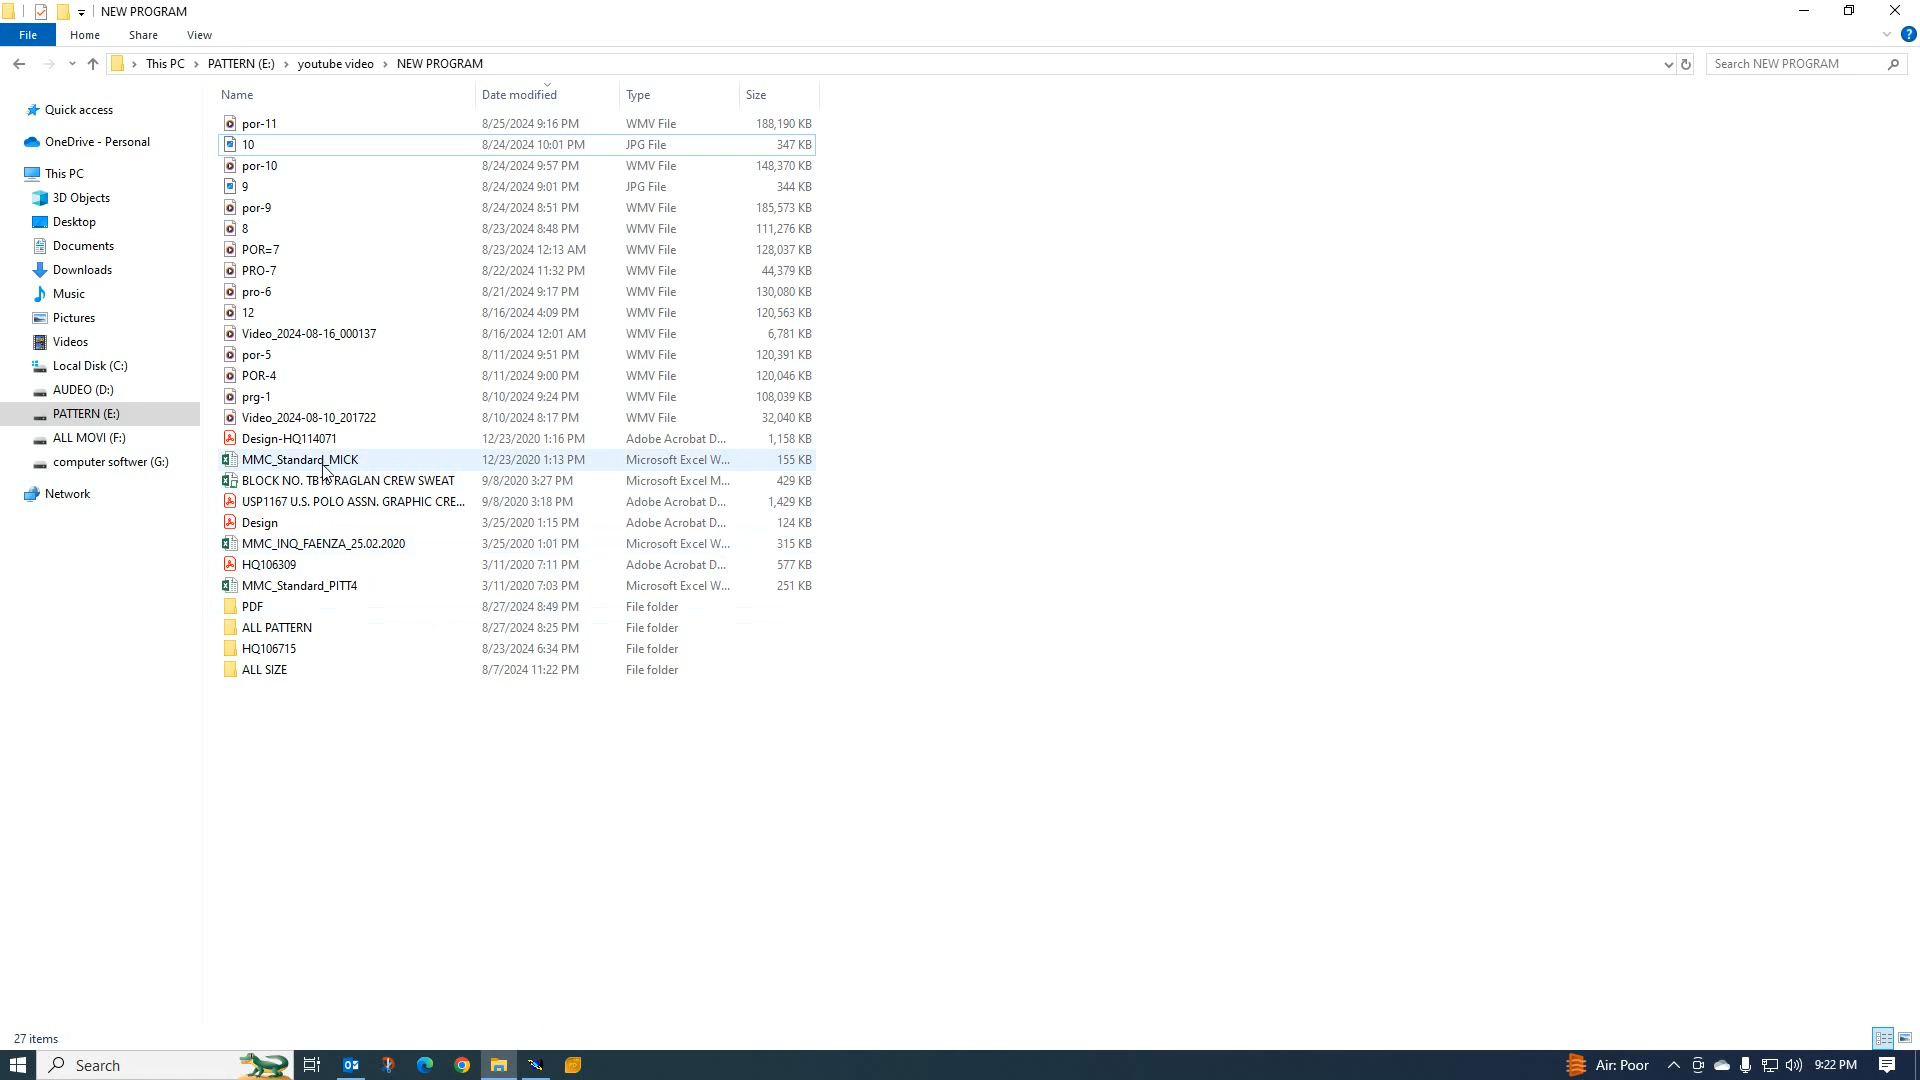 NEW PROGRAM
File Home Share View
This PC PATTERN (E:) youtube video NEW PROGRAM Search NEW PROGRAM
Name Date modified Type Size
Quick access
OneDrive - Personal
This PC
3D Objects
Desktop
Documents
Downloads
Music
Pictures
Videos
Local Disk (C:)
AUDEO (D:)
PATTERN (E:)
ALL MOVI (F:)
computer softwer (G:)
Network
por-11 8/25/2024 9:16 PM WMV File 188,190 KB
10 8/24/2024 10:01 PM JPG File 347 KB
por-10 8/24/2024 9:57 PM WMV File 148,370 KB
9 8/24/2024 9:01 PM JPG File 344 KB
por-9 8/24/2024 8:51 PM WMV File 185,573 KB
8 8/23/2024 8:48 PM WMV File 111,276 KB
POR=7 8/23/2024 12:13 AM WMV File 128,037 KB
PRO-7 8/22/2024 11:32 PM WMV File 44,379 KB
pro-6 8/21/2024 9:17 PM WMV File 130,080 KB
12 8/16/2024 4:09 PM WMV File 120,563 KB
Video_2024-08-16_000137 8/16/2024 12:01 AM WMV File 6,781 KB
por-5 8/11/2024 9:51 PM WMV File 120,391 KB
POR-4 8/11/2024 9:00 PM WMV File 120,046 KB
prg-1 8/10/2024 9:24 PM WMV File 108,039 KB
Video_2024-08-10_201722 8/10/2024 8:17 PM WMV File 32,040 KB
Design-HQ114071 12/23/2020 1:16 PM Adobe Acrobat D... 1,158 KB
MMC_Standard_MICK 12/23/2020 1:13 PM Microsoft Excel W... 155 KB
BLOCK NO. TB1 RAGLAN CREW SWEAT 9/8/2020 3:27 PM Microsoft Excel M... 429 KB
USP1167 U.S. POLO ASSN. GRAPHIC CRE... 9/8/2020 3:18 PM Adobe Acrobat D... 1,429 KB
Design 3/25/2020 1:15 PM Adobe Acrobat D... 124 KB
MMC_INQ_FAENZA_25.02.2020 3/25/2020 1:01 PM Microsoft Excel W... 315 KB
HQ106309 3/11/2020 7:11 PM Adobe Acrobat D... 577 KB
MMC_Standard_PITT4 3/11/2020 7:03 PM Microsoft Excel W... 251 KB
PDF 8/27/2024 8:49 PM File folder
ALL PATTERN 8/27/2024 8:25 PM File folder
HQ106715 8/23/2024 6:34 PM File folder
ALL SIZE 8/7/2024 11:22 PM File folder
27 items
Search Air: Poor 9:22 PM